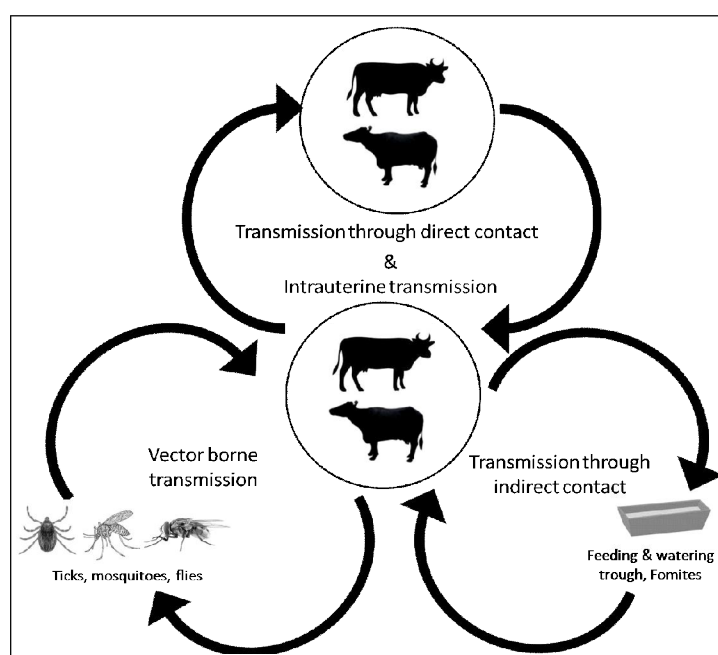 Transmission through direct contact
&
Intrauterine transmission
Vector borne
transmission
Transmission through
indirect contact
Ticks, mosquitoes, flies
Feeding & watering
trough, Fomites